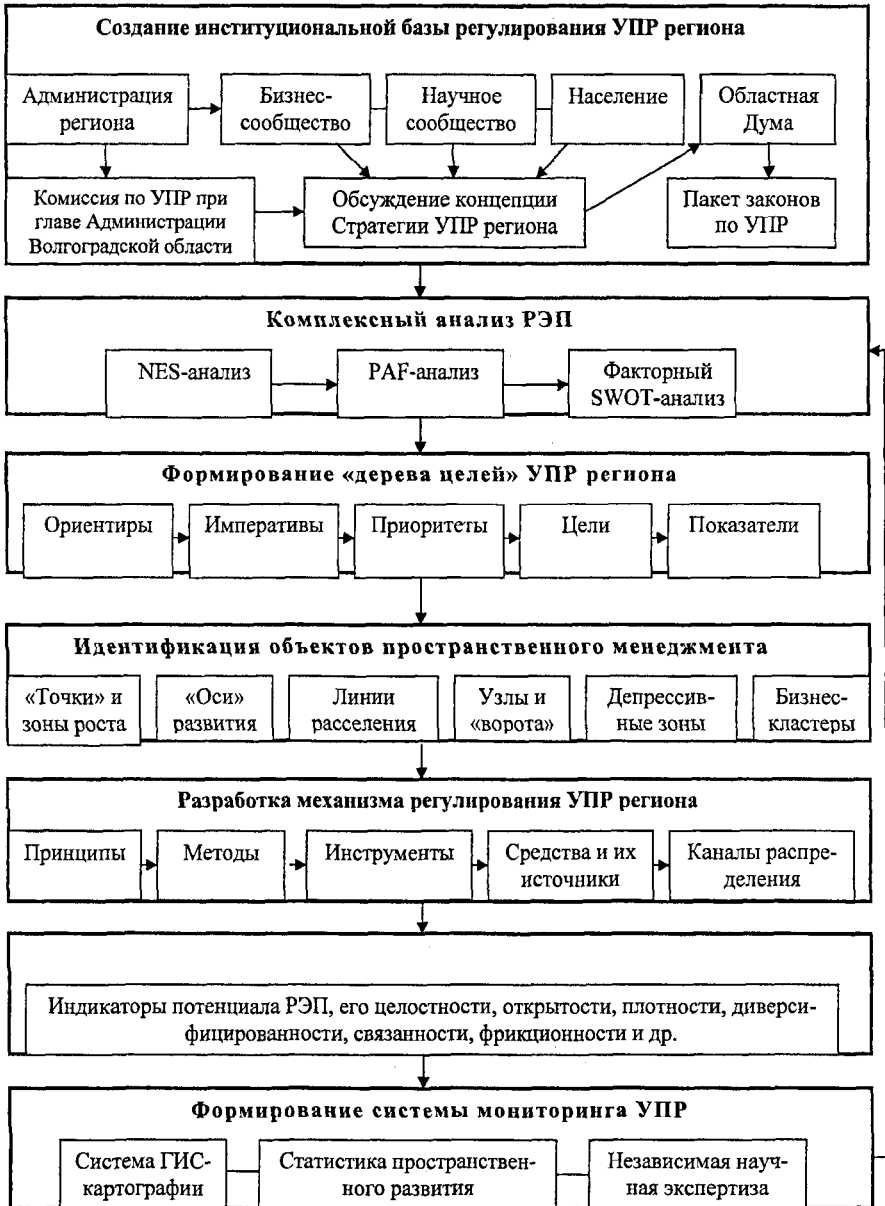 Создание институциональной базы регулирования УПР региона
Администрация
региона
Бизнес-
сообщество
Научное
сообщество
Население
Областная
Дума
Комиссия по УПР при
главе Администрации
Волгоградской области
Обсуждение концепции
Стратегии УПР региона
Пакет законов
по УПР
Комплексный анализ РЭП
NES-анализ
PAF-анализ
Факторный
SWOT-анализ
Формирование «дерева целей» УПР региона
Ориентиры
Императивы
Приоритеты
Цели
Показатели
Идентификация объектов пространственного менеджмента
«Точки» и
зоны роста
«Оси»
развития
Линии
расселения
Узлы и
«ворота»
Депрессив-
ные зоны
Бизнес-
кластеры
Разработка механизма регулирования УПР региона
Принципы
Методы
Инструменты
Средства и их
источники
Каналы распре-
деления
Индикаторы потенциала РЭП, его целостности, открытости, плотности, диверси-
фицированности, связанности, фрикционности и др.
Формирование системы мониторинга УПР
Система ГИС-
картографии
Статистика пространствен-
ного развития
Независимая науч-
ная экспертиза